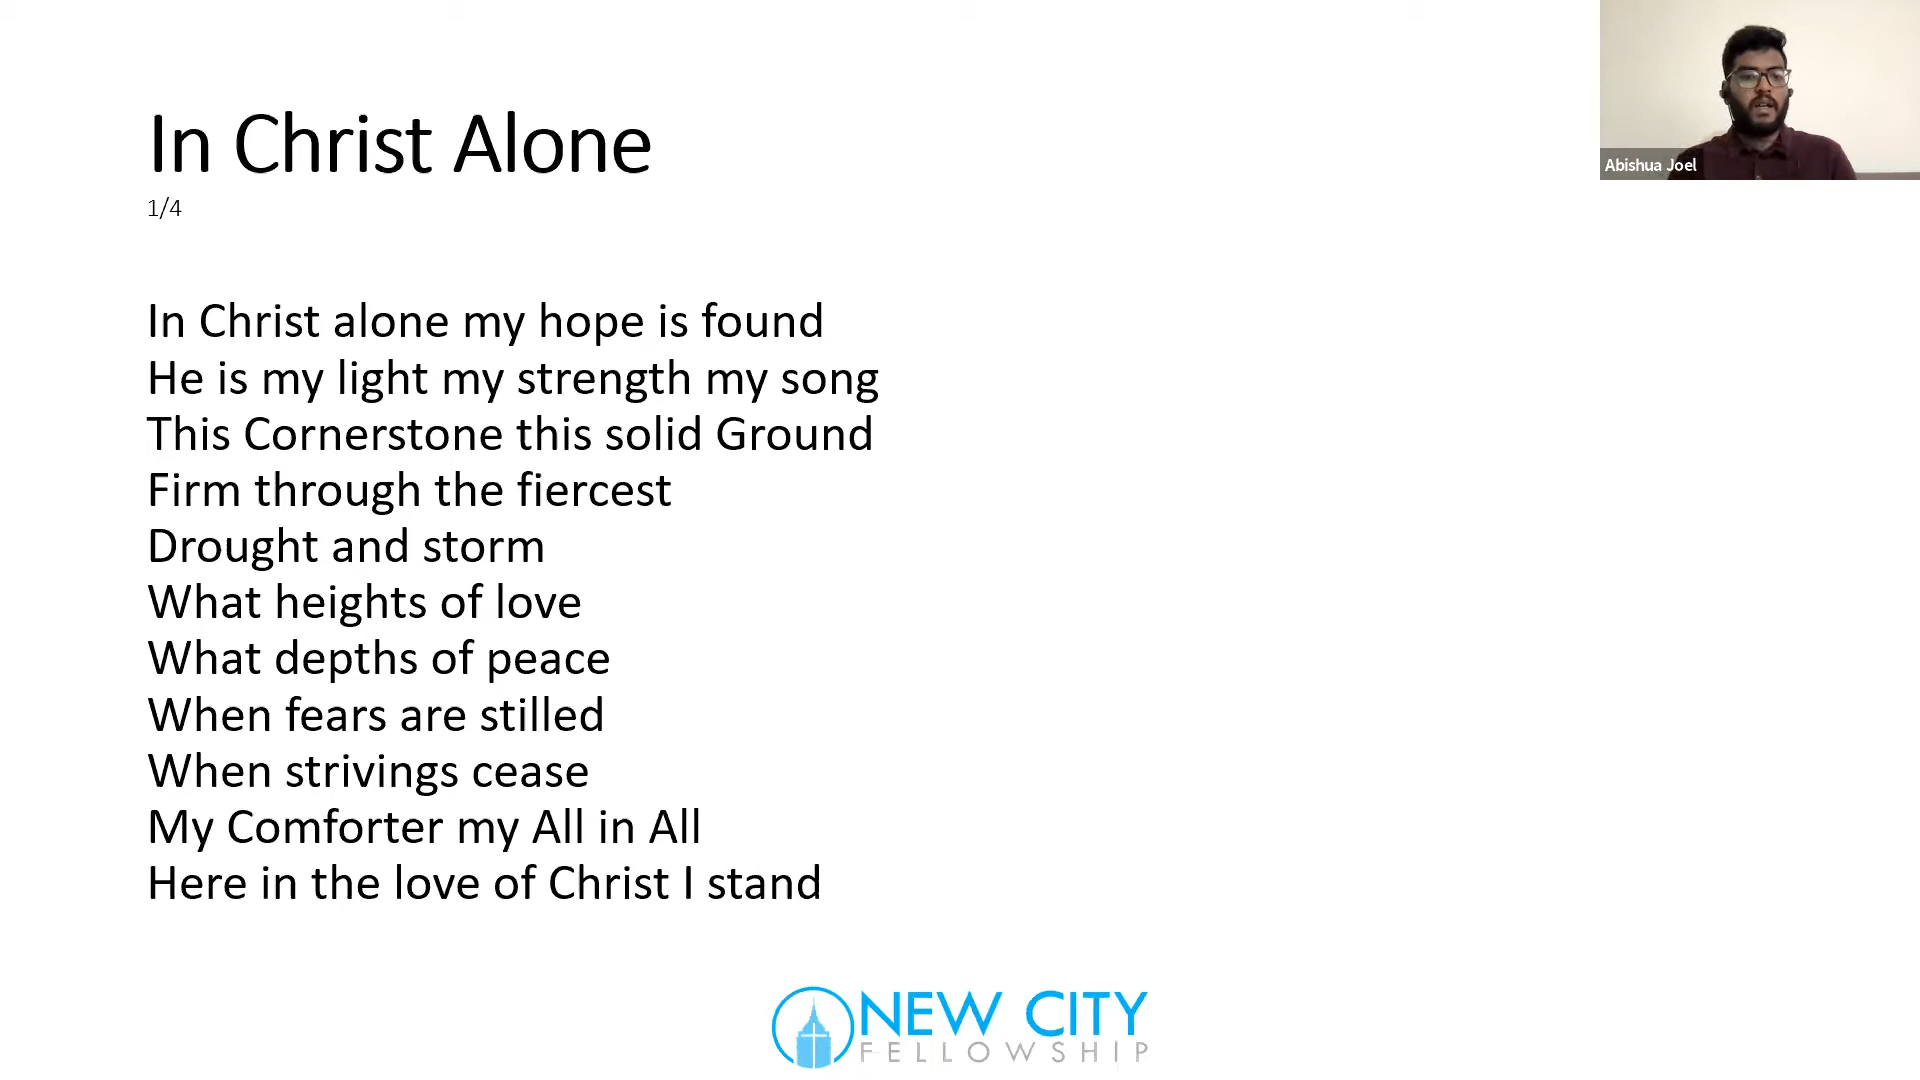 In Christ Alone
1/4
In Christ alone my hope is found
He is my light my strength my song
This Cornerstone this solid Ground
Firm through the fiercest
Drought and storm
What heights of love
What depths of peace
When fears are stilled
When strivings cease
My Comforter my All in All
Here in the love of Christ I stand
Abishua Joel
NEW CITY
FELLOWSHIP